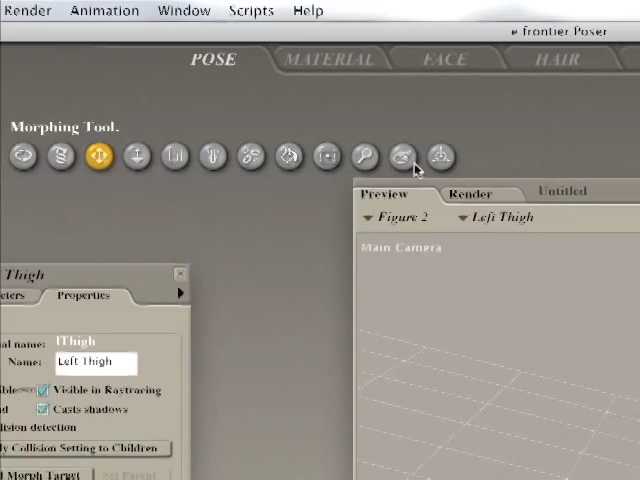 Render Animation Window Scripts Help
e frontier Poser
POSE MATERIAL FACE HAIR
Morphing Tool.
Preview Render Untitled
Figure 2 Left Thigh
Main Camera
Thigh
Properties
name: lThigh
Name: Left Thigh
Visible in Raytracing
Casts shadows
detection
Collision Setting to Children
Morph Target Set Parent